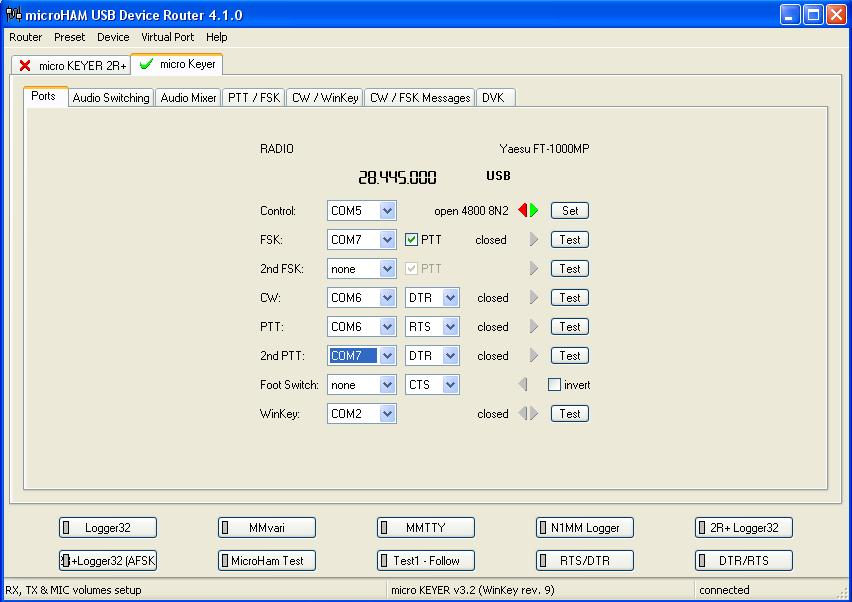 microHAM USB Device Router 4.1.0
Router Preset Device Virtual Port Help
micro KEYER 2R+ micro Keyer
Ports Audio Switching Audio Mixer PTT / FSK CW / WinKey CW / FSK Messages DVK
RADIO Yaesu FT-1000MP
28.445.000 USB
Control: COM5 open 4800 8N2 Set
FSK: COM7 PTT closed Test
2nd FSK: none PTT Test
CW: COM6 DTR closed Test
PTT: COM6 RTS closed Test
2nd PTT: COM7 DTR closed Test
Foot Switch: none CTS invert
WinKey: COM2 closed Test
Logger32 MMvari MMTTY N1MM Logger 2R+ Logger32
+Logger32 (AFSK MicroHam Test Test1 - Follow RTS/DTR DTR/RTS
RX, TX & MIC volumes setup micro KEYER v3.2 (WinKey rev. 9) connected